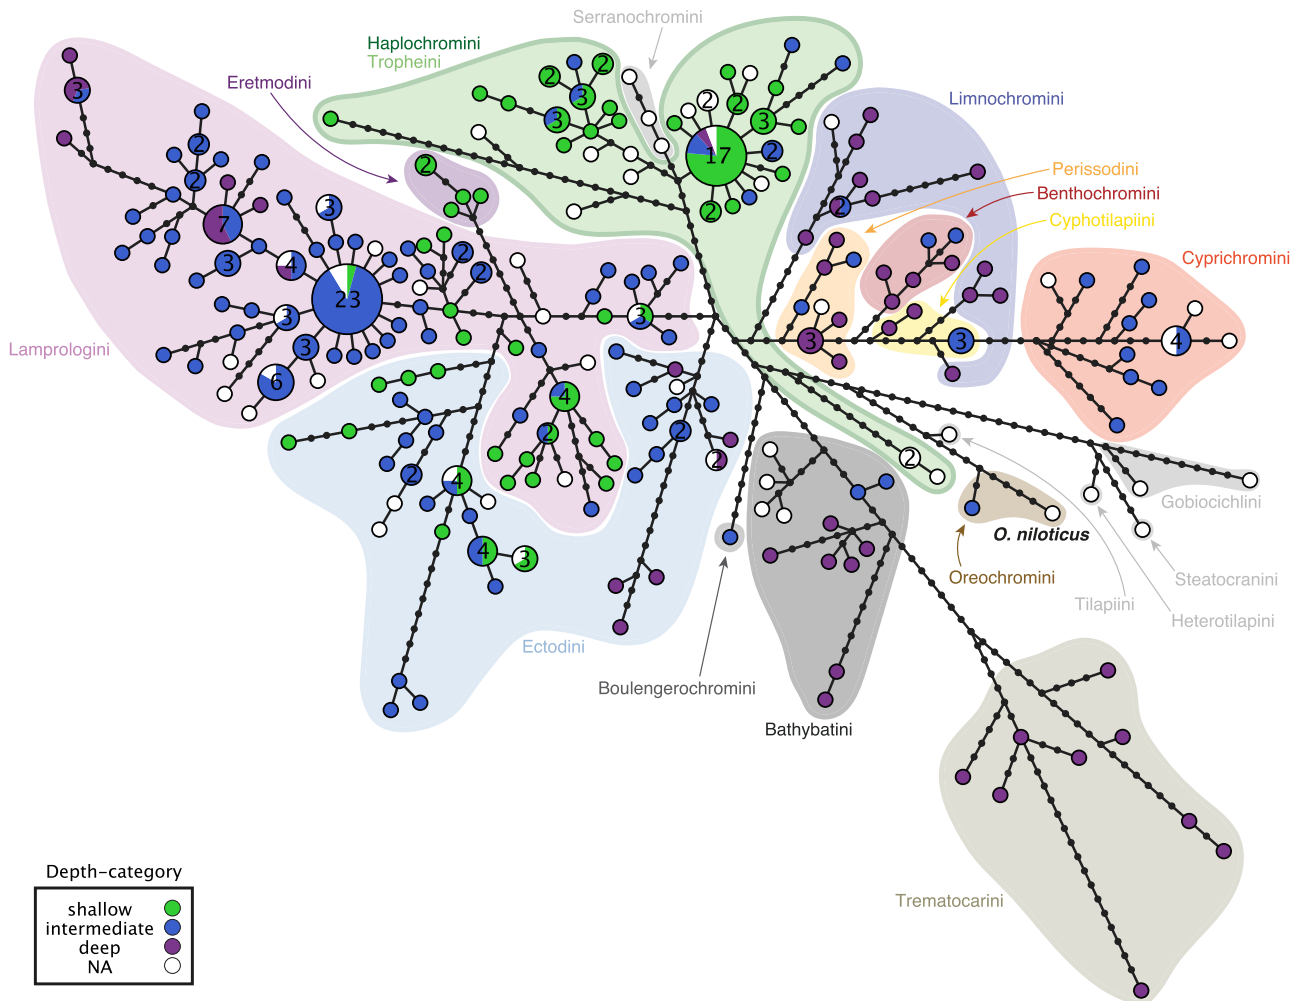 Serranochromini
Haplochromini
Tropheini
Eretmodini
Limnochromini
Perissodini
Benthochromini
Cyphotilapiini
Cyprichromini
Lamprologini
3
2
2
7
3
3
4
23
3
3
6
2
2
2
2
2
3
3
2
2
3
17
2
2
2
3
3
3
4
4
2
2
2
2
4
4
3
2
Gobiocichlini
O. niloticus
Oreochromini
Tilapiini
Steatocranini
Heterotilapini
Ectodini
Boulengerochromini
Bathybatini
Trematocarini
Depth-category
shallow
intermediate
deep
NA